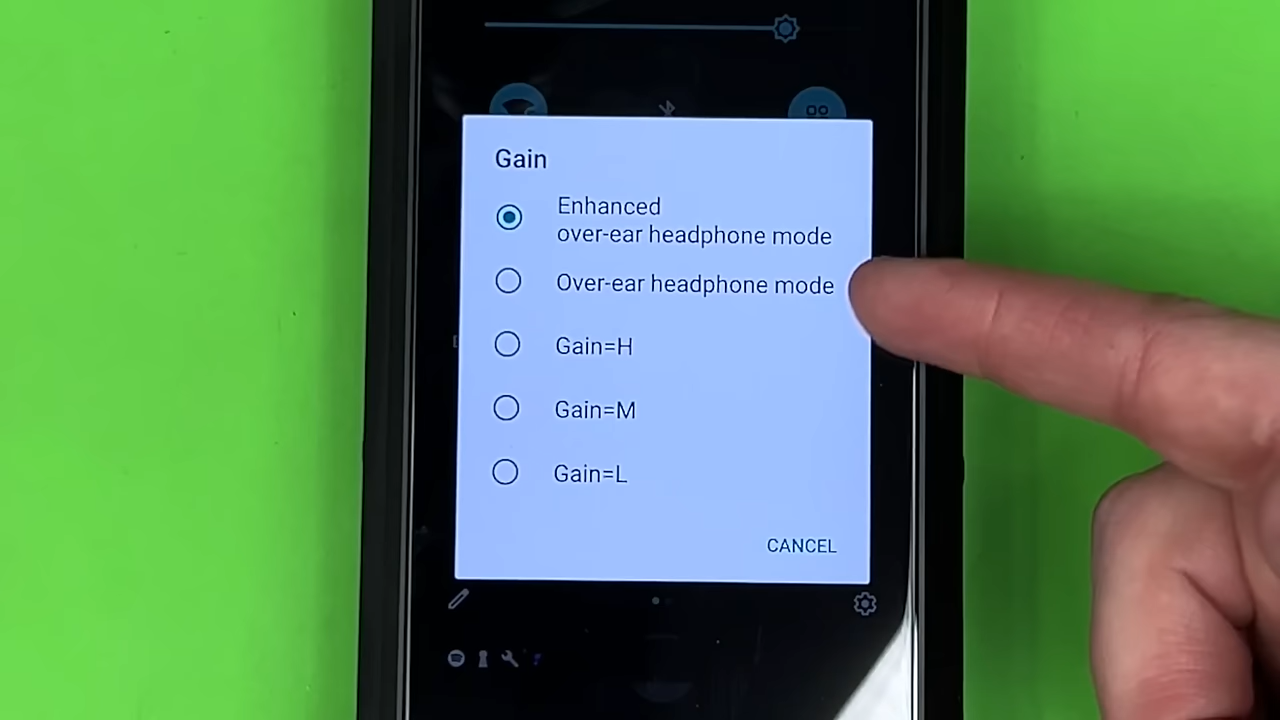 Gain
Enhanced
over-ear headphone mode
Over-ear headphone mode
Gain=H
Gain=M
Gain=L
CANCEL